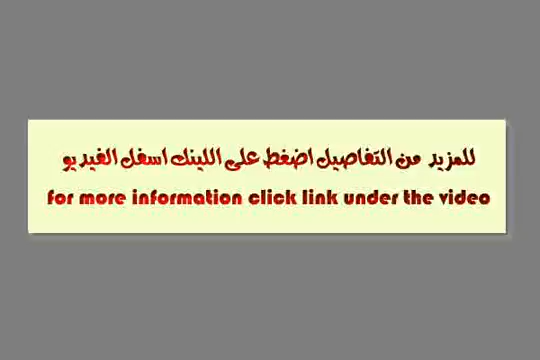 للمزيد من التفاصيل اضغط على اللينك اسفل الفيديو
for more information click link under the video